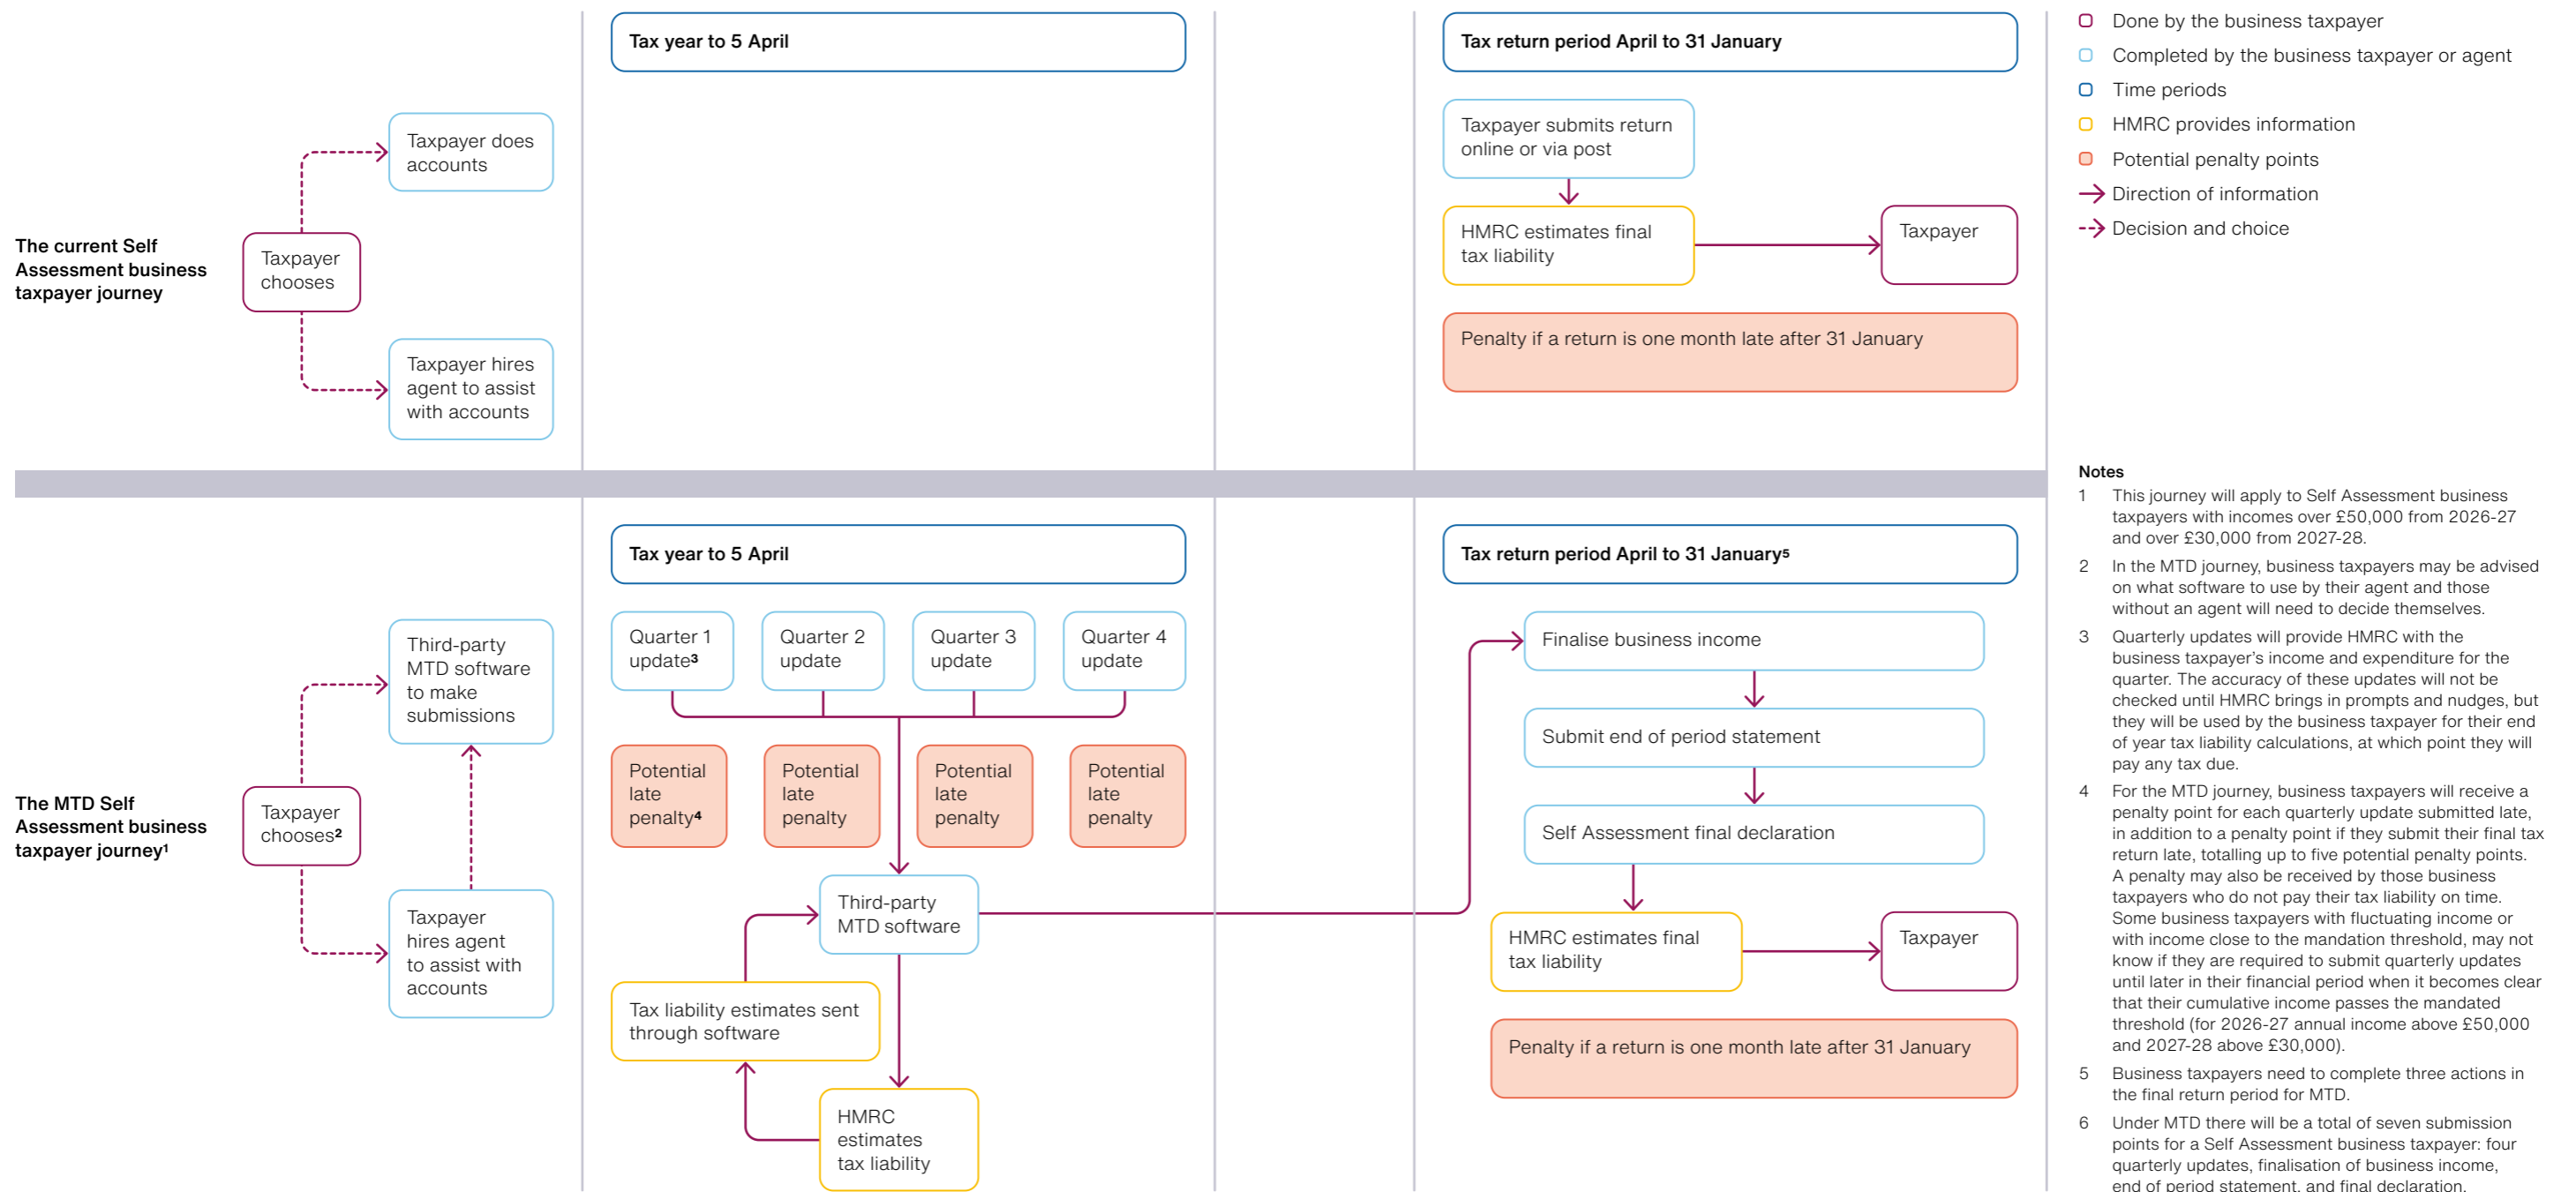 The current Self
Assessment business
taxpayer journey
Taxpayer
chooses
Taxpayer does
accounts
Taxpayer hires
agent to assist
with accounts
Tax year to 5 April
Tax return period April to 31 January
Taxpayer submits return
online or via post
HMRC estimates final
tax liability
Taxpayer
Penalty if a return is one month late after 31 January
The MTD Self
Assessment business
taxpayer journey¹
Taxpayer
chooses²
Third-party
MTD software
to make
submissions
Taxpayer
hires agent
to assist with
accounts
Tax year to 5 April
Quarter 1
update³
Quarter 2
update
Quarter 3
update
Quarter 4
update
Potential
late
penalty⁴
Potential
late
penalty
Potential
late
penalty
Potential
late
penalty
Third-party
MTD software
Tax liability estimates sent
through software
HMRC
estimates
tax liability
Tax return period April to 31 January⁵
Finalise business income
Submit end of period statement
Self Assessment final declaration
HMRC estimates final
tax liability
Taxpayer
Penalty if a return is one month late after 31 January
Done by the business taxpayer
Completed by the business taxpayer or agent
Time periods
HMRC provides information
Potential penalty points
Direction of information
Decision and choice
Notes
1 This journey will apply to Self Assessment business
taxpayers with incomes over £50,000 from 2026-27
and over £30,000 from 2027-28.
2 In the MTD journey, business taxpayers may be advised
on what software to use by their agent and those
without an agent will need to decide themselves.
3 Quarterly updates will provide HMRC with the
business taxpayer's income and expenditure for the
quarter. The accuracy of these updates will not be
checked until HMRC brings in prompts and nudges, but
they will be used by the business taxpayer for their end
of year tax liability calculations, at which point they will
pay any tax due.
4 For the MTD journey, business taxpayers will receive a
penalty point for each quarterly update submitted late,
in addition to a penalty point if they submit their final tax
return late, totalling up to five potential penalty points.
A penalty may also be received by those business
taxpayers who do not pay their tax liability on time.
Some business taxpayers with fluctuating income or
with income close to the mandation threshold, may not
know if they are required to submit quarterly updates
until later in their financial period when it becomes clear
that their cumulative income passes the mandated
threshold (for 2026-27 annual income above £50,000
and 2027-28 above £30,000).
5 Business taxpayers need to complete three actions in
the final return period for MTD.
6 Under MTD there will be a total of seven submission
points for a Self Assessment business taxpayer: four
quarterly updates, finalisation of business income,
end of period statement, and final declaration.